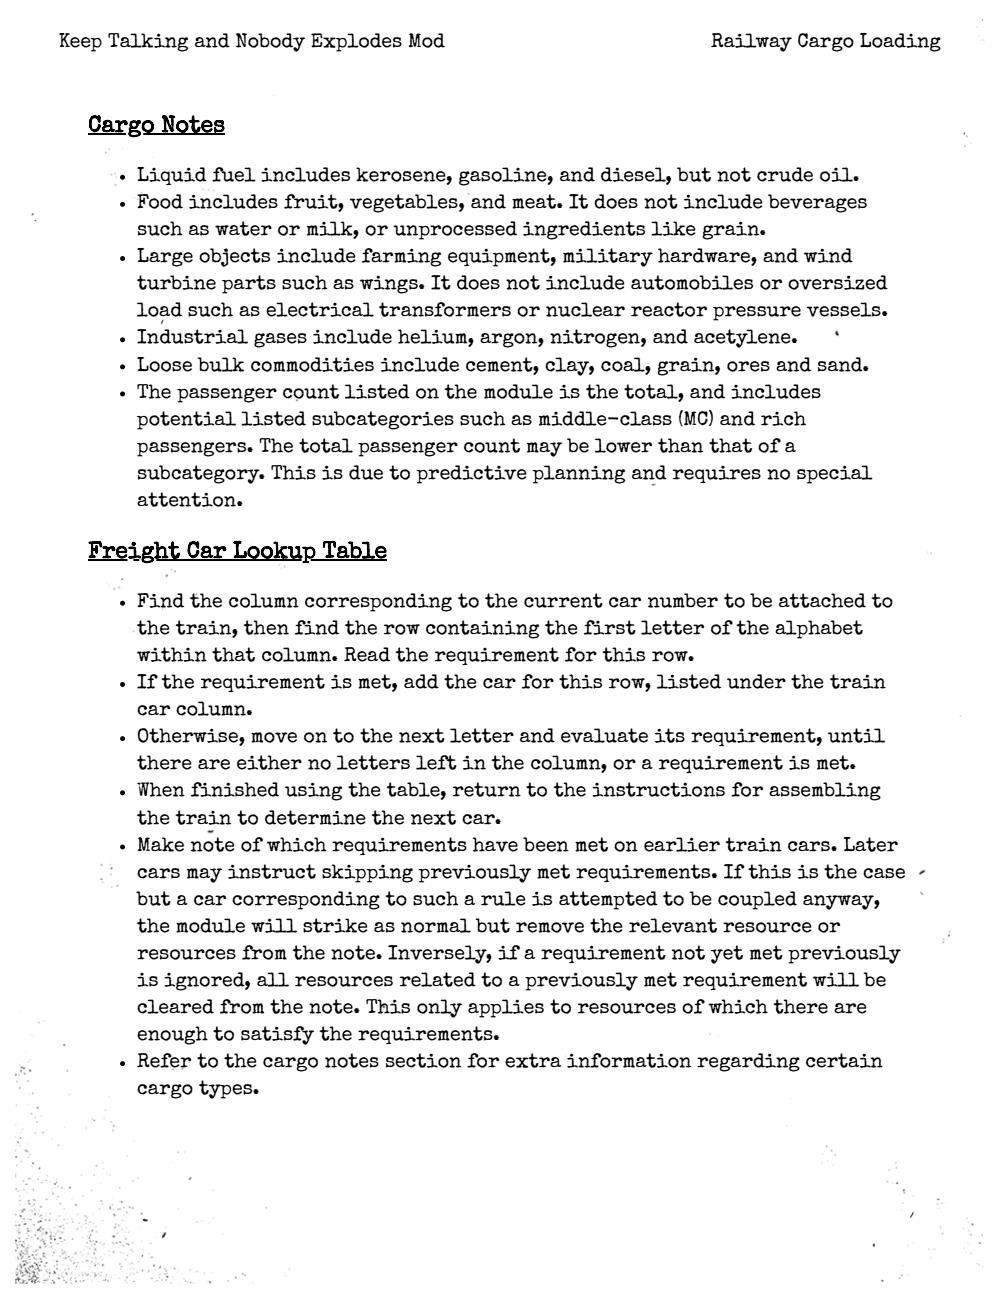 Keep Talking and Nobody Explodes Mod
Railway Cargo Loading
Cargo Notes
• Liquid fuel includes kerosene, gasoline, and diesel, but not crude oil.
• Food includes fruit, vegetables, and meat. It does not include beverages
such as water or milk, or unprocessed ingredients like grain.
• Large objects include farming equipment, military hardware, and wind
turbine parts such as wings. It does not include automobiles or oversized
load such as electrical transformers or nuclear reactor pressure vessels.
• Industrial gases include helium, argon, nitrogen, and acetylene.
• Loose bulk commodities include cement, clay, coal, grain, ores and sand.
• The passenger count listed on the module is the total, and includes
potential listed subcategories such as middle-class (MC) and rich
passengers. The total passenger count may be lower than that of a
subcategory. This is due to predictive planning and requires no special
attention.
Freight Car Lookup Table
• Find the column corresponding to the current car number to be attached to
the train, then find the row containing the first letter of the alphabet
within that column. Read the requirement for this row.
• If the requirement is met, add the car for this row, listed under the train
car column.
• Otherwise, move on to the next letter and evaluate its requirement, until
there are either no letters left in the column, or a requirement is met.
• When finished using the table, return to the instructions for assembling
the train to determine the next car.
• Make note of which requirements have been met on earlier train cars. Later
cars may instruct skipping previously met requirements. If this is the case
but a car corresponding to such a rule is attempted to be coupled anyway,
the module will strike as normal but remove the relevant resource or
resources from the note. Inversely, if a requirement not yet met previously
is ignored, all resources related to a previously met requirement will be
cleared from the note. This only applies to resources of which there are
enough to satisfy the requirements.
• Refer to the cargo notes section for extra information regarding certain
cargo types.